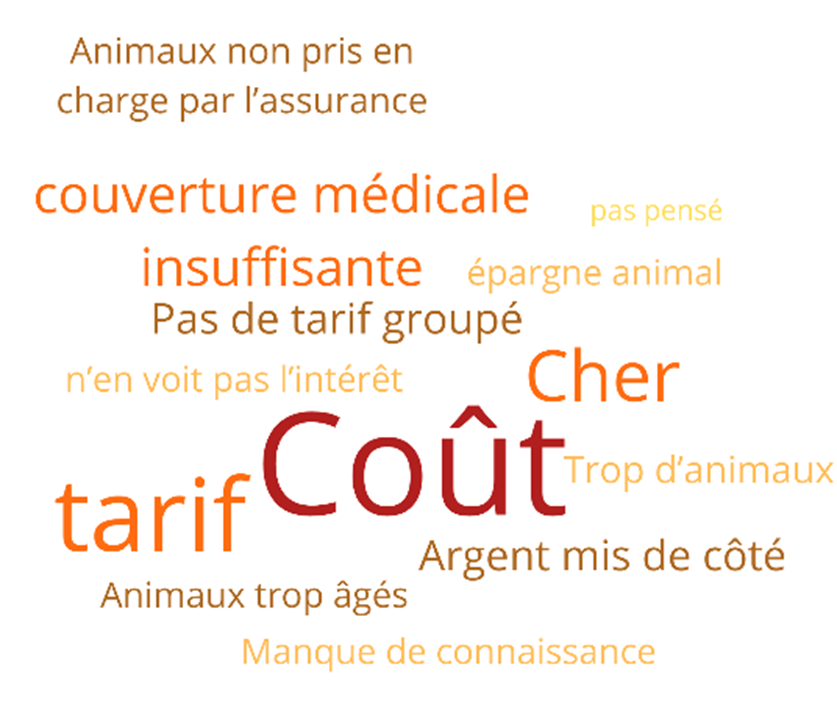 Animaux non pris en
charge par l’assurance
couverture médicale
pas pensé
insuffisante
épargne animal
Pas de tarif groupé
n’en voit pas l’intérêt
Cher
Coût
Trop d’animaux
tarif
Argent mis de côté
Animaux trop âgés
Manque de connaissance